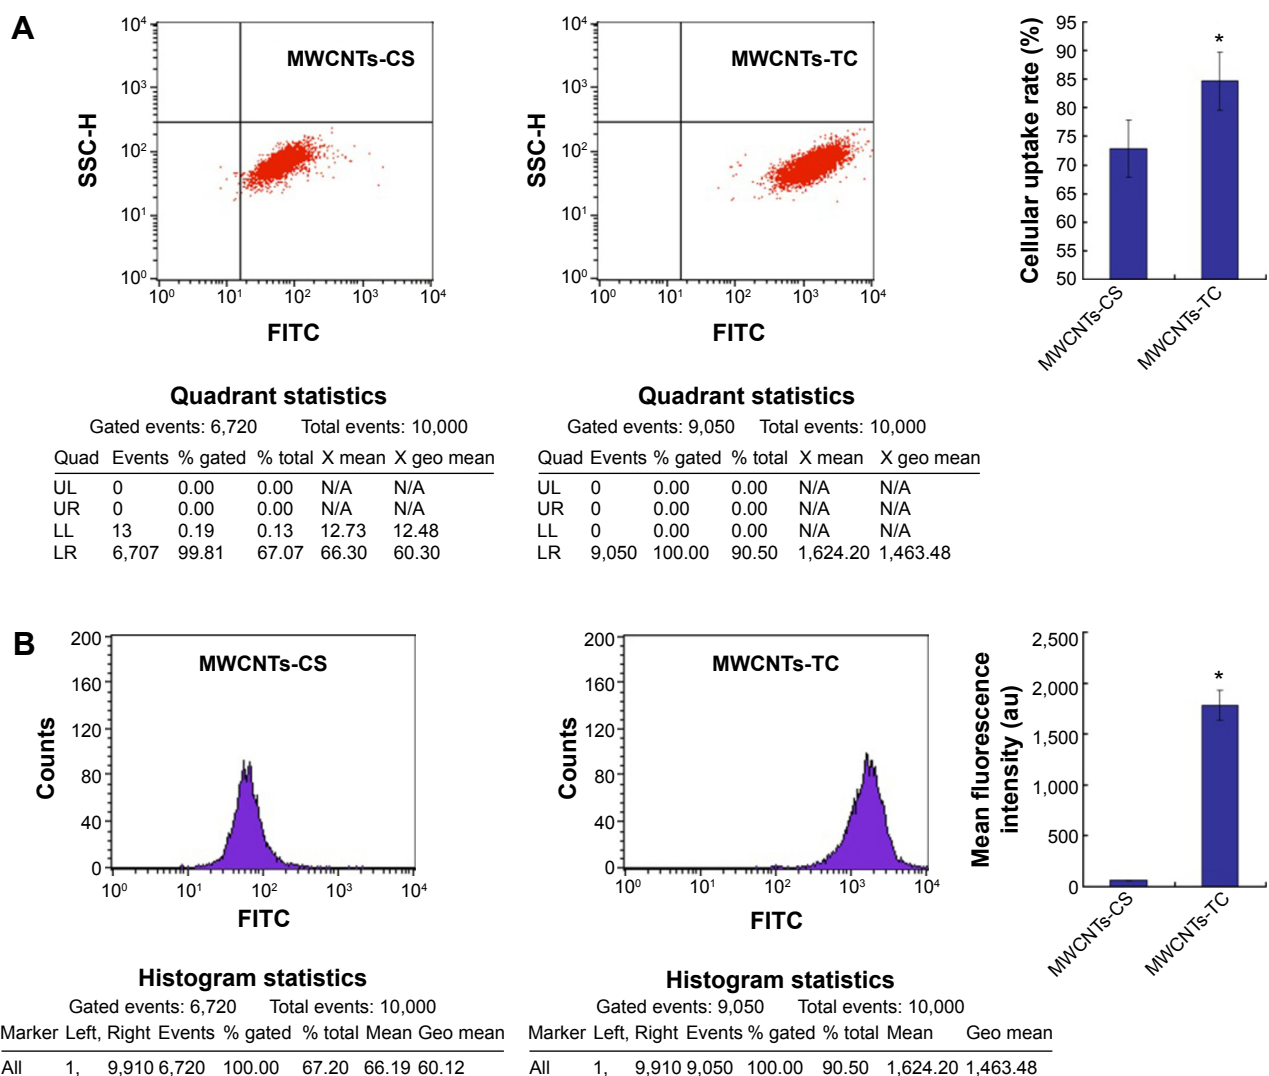 A
MWCNTs-CS
SSC-H
10⁴
10³
10²
10¹
10⁰
10⁰ 10¹ 10² 10³ 10⁴
FITC
MWCNTs-TC
SSC-H
10⁴
10³
10²
10¹
10⁰
10⁰ 10¹ 10² 10³ 10⁴
FITC
Cellular uptake rate (%)
95
90
85
80
75
70
65
60
55
50
*
MWCNTs-CS
MWCNTs-TC
Quadrant statistics
Gated events: 6,720 Total events: 10,000
Quad Events % gated % total X mean X geo mean
UL 0 0.00 0.00 N/A N/A
UR 0 0.00 0.00 N/A N/A
LL 13 0.19 0.13 12.73 12.48
LR 6,707 99.81 67.07 66.30 60.30
Quadrant statistics
Gated events: 9,050 Total events: 10,000
Quad Events % gated % total X mean X geo mean
UL 0 0.00 0.00 N/A N/A
UR 0 0.00 0.00 N/A N/A
LL 0 0.00 0.00 N/A N/A
LR 9,050 100.00 90.50 1,624.20 1,463.48
B
MWCNTs-CS
Counts
200
160
120
80
40
0
10⁰ 10¹ 10² 10³ 10⁴
FITC
MWCNTs-TC
Counts
200
160
120
80
40
0
10⁰ 10¹ 10² 10³ 10⁴
FITC
Mean fluorescence
intensity (au)
2,500
2,000
1,500
1,000
500
0
*
MWCNTs-CS
MWCNTs-TC
Histogram statistics
Gated events: 6,720 Total events: 10,000
Marker Left, Right Events % gated % total Mean Geo mean
All 1, 9,910 6,720 100.00 67.20 66.19 60.12
Histogram statistics
Gated events: 9,050 Total events: 10,000
Marker Left, Right Events % gated % total Mean Geo mean
All 1, 9,910 9,050 100.00 90.50 1,624.20 1,463.48